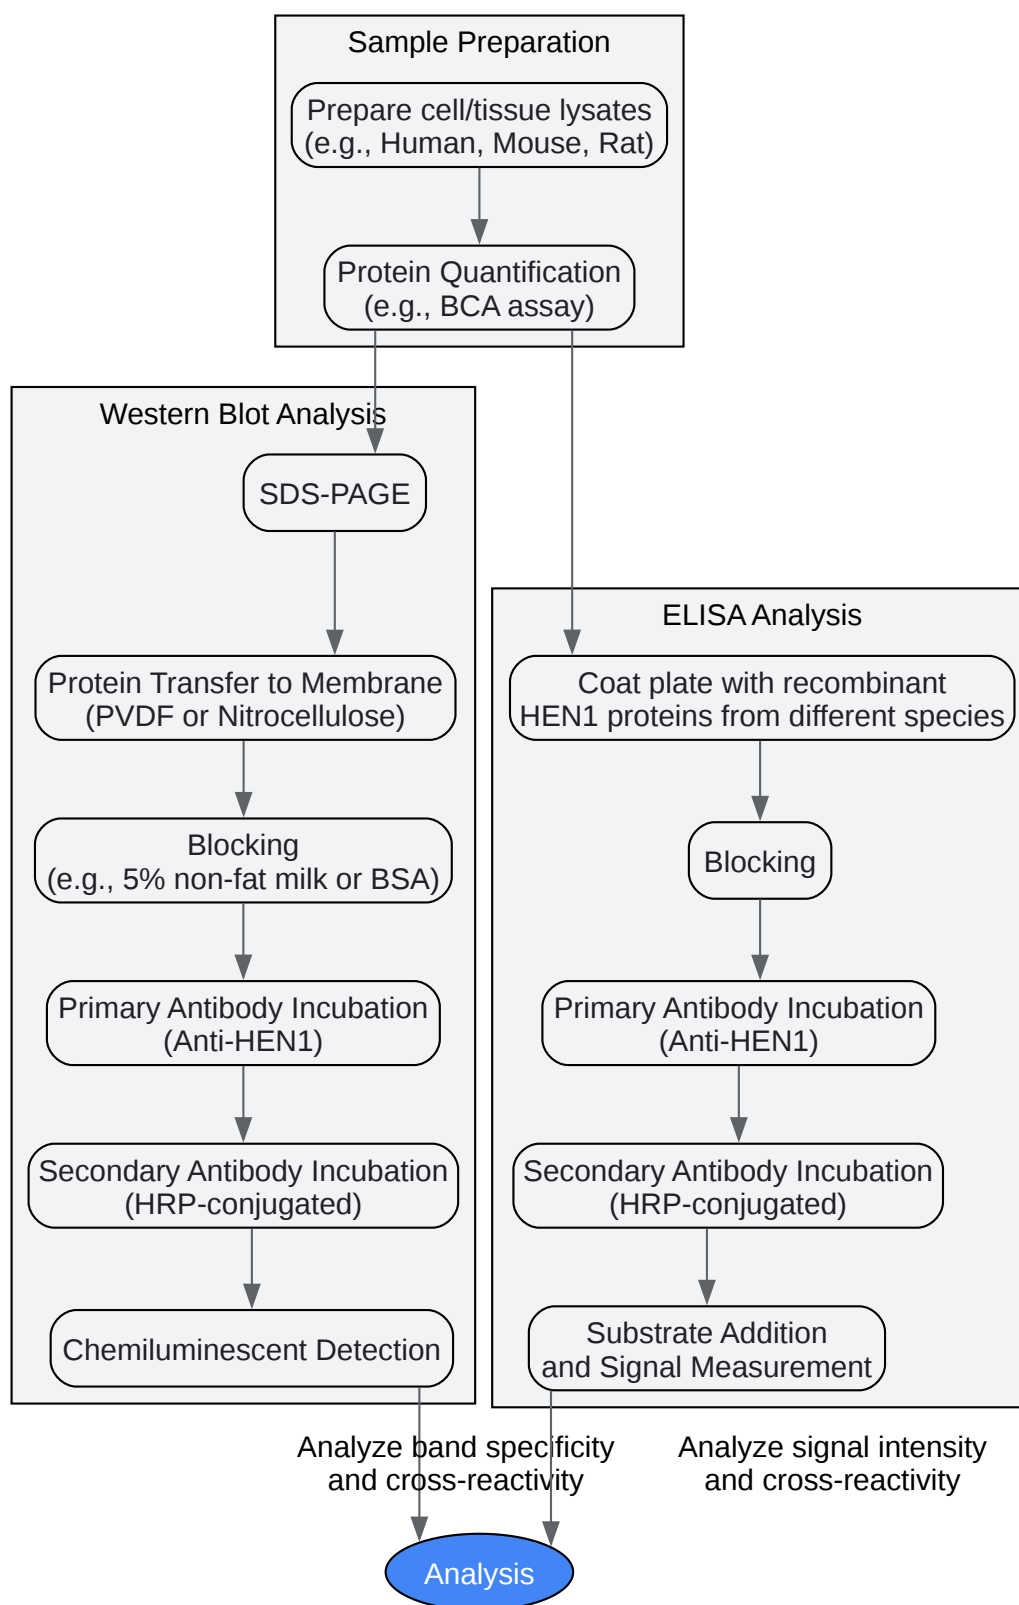 Sample Preparation
Prepare cell/tissue lysates
(e.g., Human, Mouse, Rat)
Protein Quantification
(e.g., BCA assay)
Western Blot Analysis
SDS-PAGE
Protein Transfer to Membrane
(PVDF or Nitrocellulose)
Blocking
(e.g., 5% non-fat milk or BSA)
Primary Antibody Incubation
(Anti-HEN1)
Secondary Antibody Incubation
(HRP-conjugated)
Chemiluminescent Detection
ELISA Analysis
Coat plate with recombinant
HEN1 proteins from different species
Blocking
Primary Antibody Incubation
(Anti-HEN1)
Secondary Antibody Incubation
(HRP-conjugated)
Substrate Addition
and Signal Measurement
Analyze band specificity
and cross-reactivity
Analyze signal intensity
and cross-reactivity
Analysis